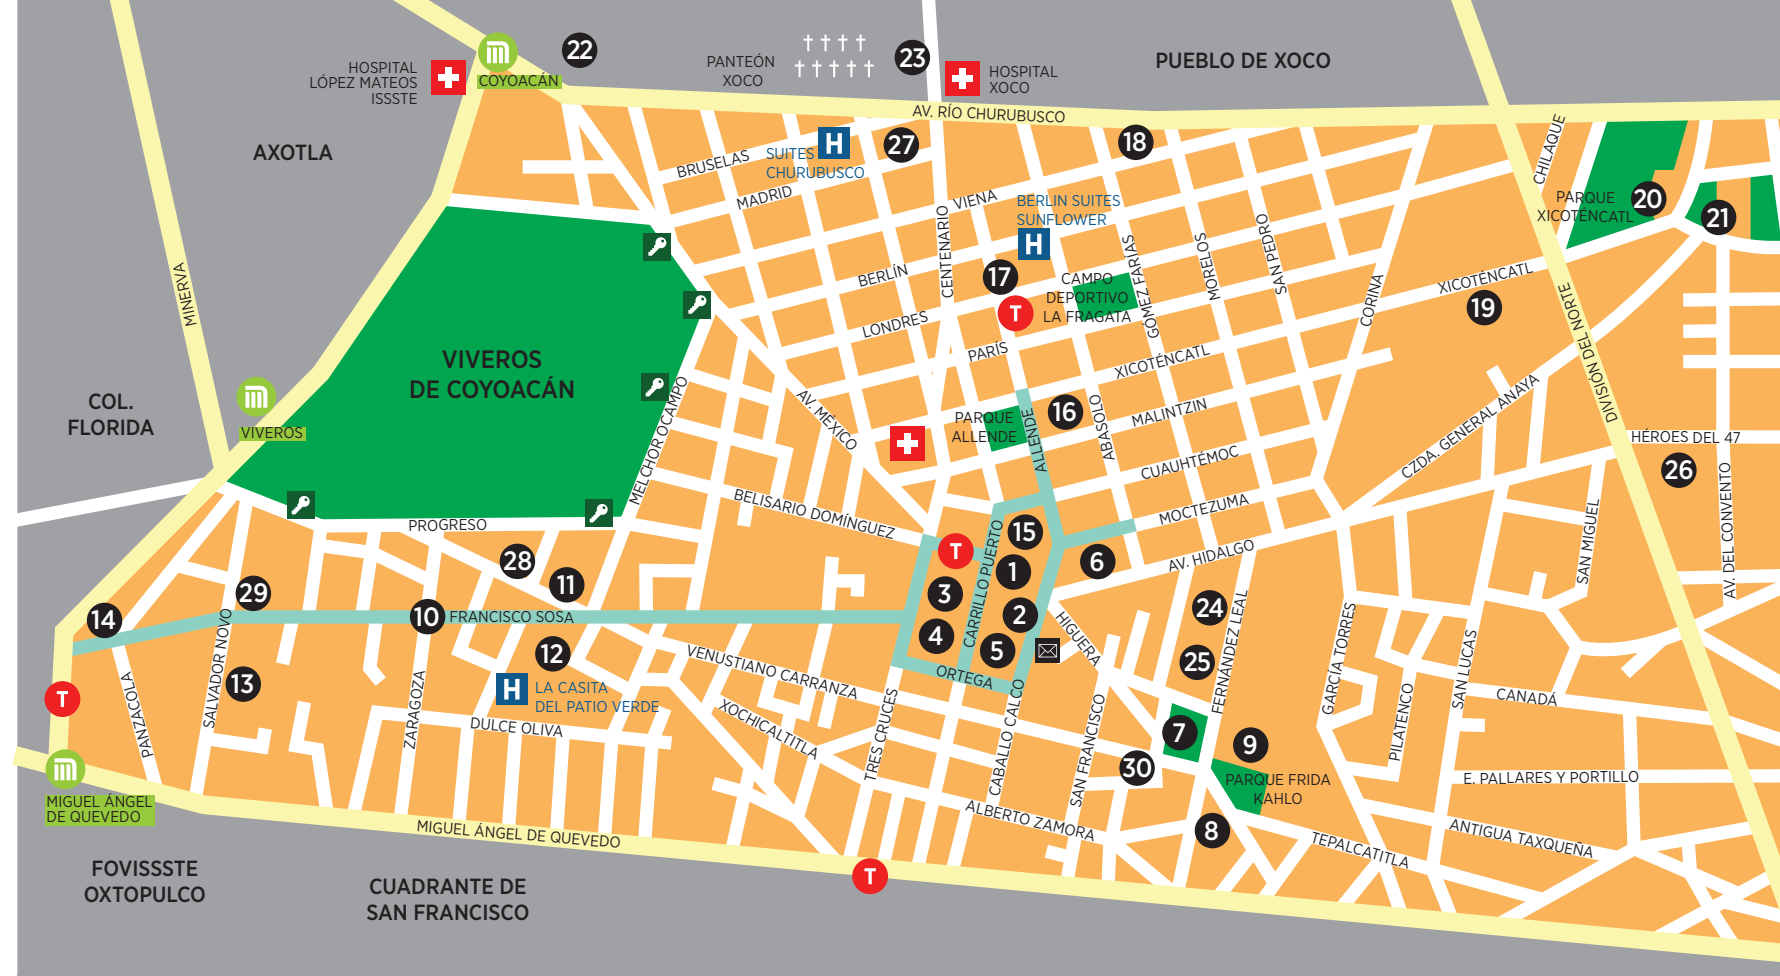 22
23
PUEBLO DE XOCO
HOSPITAL
LÓPEZ MATEOS
ISSSTE
COYOACÁN
PANTEÓN
XOCO
HOSPITAL
XOCO
AV. RÍO CHURUBUSCO
AXOTLA
BRUSELAS
SUITES
CHURUBUSCO
H
27
18
CHILAQUE
MADRID
VIENA
BERLIN SUITES
SUNFLOWER
H
PARQUE
XICOTÉNCATL
20
21
MINERVA
CENTENARIO
BERLÍN
17
CAMPO
DEPORTIVO
LA FRAGATA
GÓMEZ FARÍAS
MORELOS
SAN PEDRO
CORINA
XICOTÉNCATL
19
DIVISIÓN DEL NORTE
LONDRES
T
PARÍS
XICOTÉNCATL
VIVEROS
DE COYOACÁN
COL.
FLORIDA
VIVEROS
MELCHOR OCAMPO
AV. MÉXICO
PARQUE
ALLENDE
ALLENDE
16
ABASOLO
MALINTZIN
CUAUHTÉMOC
CZDA. GENERAL ANAYA
HÉROES DEL 47
26
AV. DEL CONVENTO
SAN MIGUEL
BELISARIO DOMÍNGUEZ
PROGRESO
MOCTEZUMA
AV. HIDALGO
T
CARRILLO PUERTO
15
1
6
28
11
29
3
2
24
14
10
FRANCISCO SOSA
4
5
HIGUERA
25
FERNÁNDEZ LEAL
GARCÍA TORRES
SAN LUCAS
12
VENUSTIANO CARRANZA
ORTEGA
SALVADOR NOVO
13
H
LA CASITA
DEL PATIO VERDE
ZARAGOZA
PANZACOLA
T
DULCE OLIVA
XOCHICALTITLA
TRES CRUCES
CABALLO CALCO
SAN FRANCISCO
7
9
PILATENCO
CANADÁ
30
PARQUE FRIDA
KAHLO
E. PALLARES Y PORTILLO
MIGUEL ÁNGEL
DE QUEVEDO
MIGUEL ÁNGEL DE QUEVEDO
ALBERTO ZAMORA
8
TEPALCATITLA
ANTIGUA TAXQUEÑA
T
FOVISSSTE
OXTOPULCO
CUADRANTE DE
SAN FRANCISCO